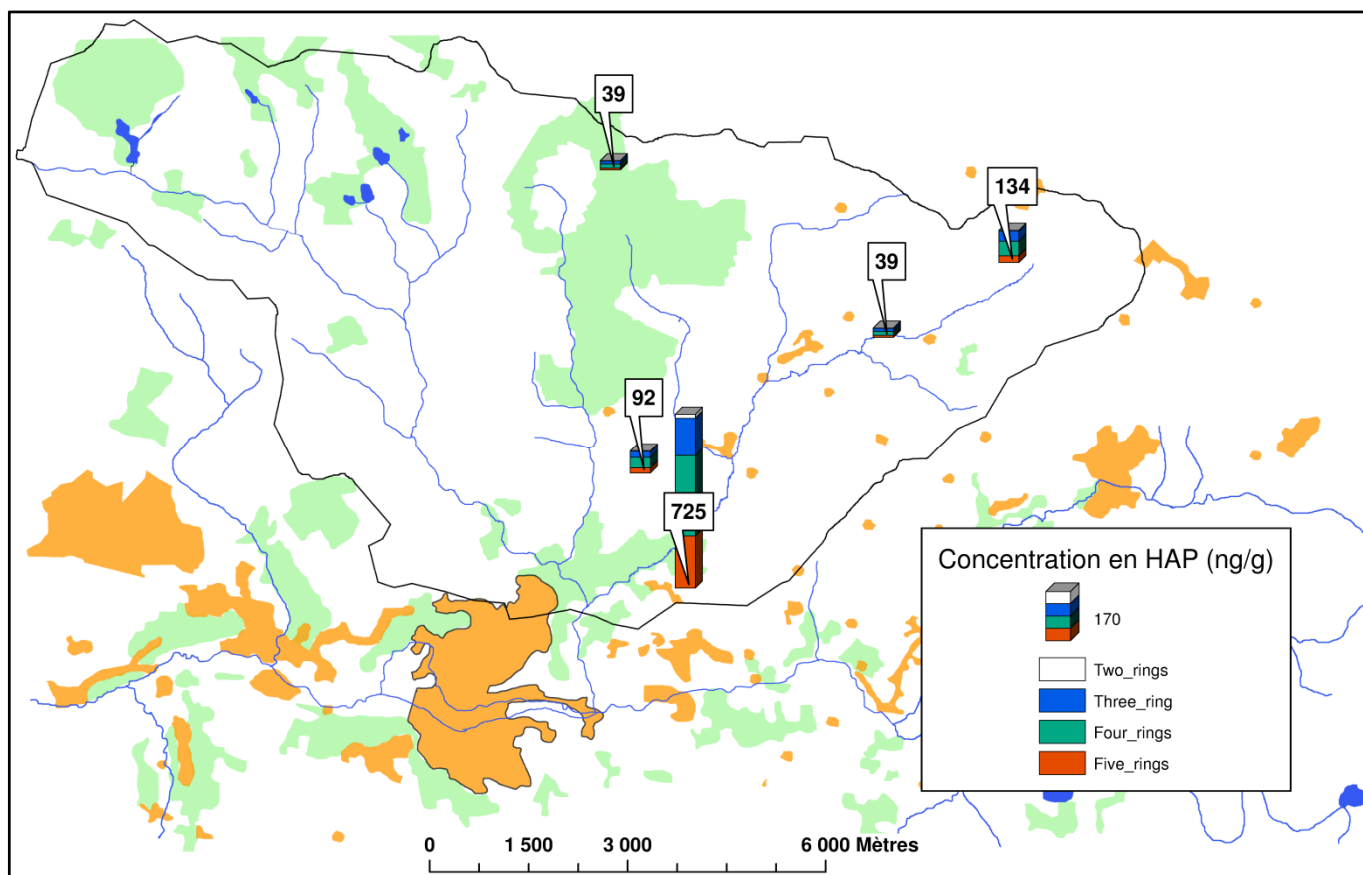 39
134
39
92
725
Concentration en HAP (ng/g)
170
Two_rings
Three_ring
Four_rings
Five_rings
0 1 500 3 000 6 000 Mètres